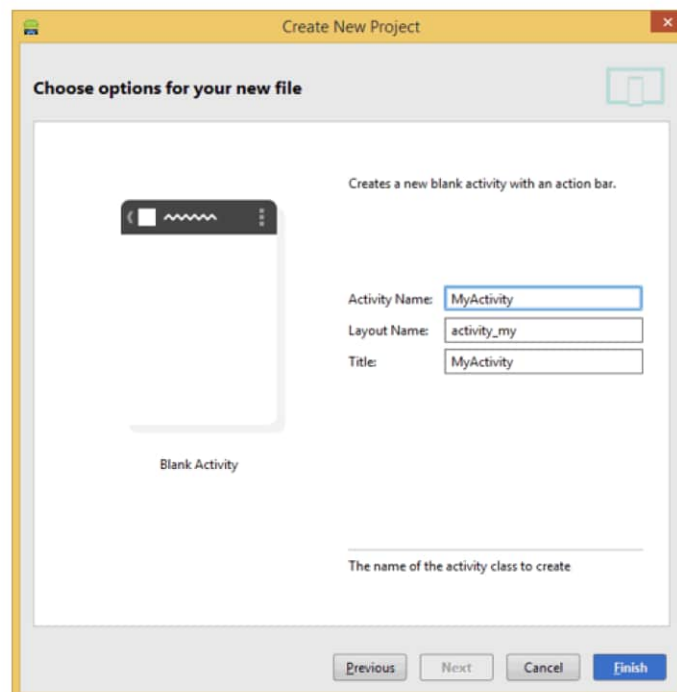 Create New Project
Choose options for your new file
Creates a new blank activity with an action bar.
Activity Name: MyActivity
Layout Name: activity_my
Title: MyActivity
Blank Activity
The name of the activity class to create
Previous Next Cancel Finish